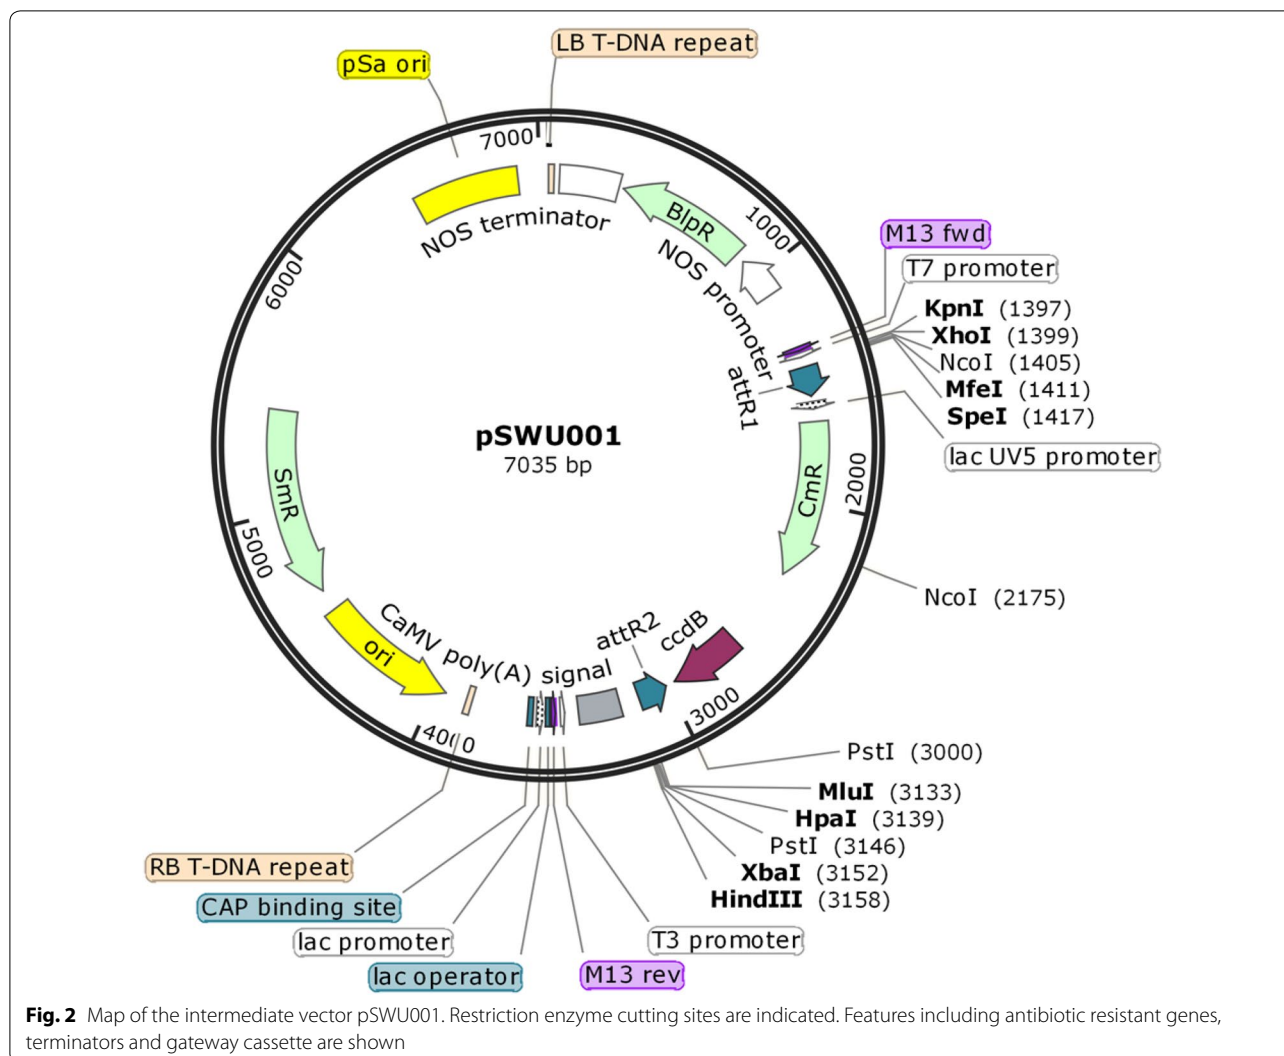 LB T-DNA repeat
pSa ori
7000
NOS terminator
BlpR
1000
NOS promoter
M13 fwd
T7 promoter
KpnI (1397)
XhoI (1399)
NcoI (1405)
MfeI (1411)
SpeI (1417)
lac UV5 promoter
attR1
6000
pSWU001
7035 bp
CmR
2000
SmR
5000
NcoI (2175)
ori
CaMV poly(A) signal
attR2
ccdB
3000
4000
PstI (3000)
MluI (3133)
HpaI (3139)
PstI (3146)
XbaI (3152)
HindIII (3158)
RB T-DNA repeat
CAP binding site
lac promoter
lac operator
M13 rev
T3 promoter
Fig. 2 Map of the intermediate vector pSWU001. Restriction enzyme cutting sites are indicated. Features including antibiotic resistant genes,
terminators and gateway cassette are shown